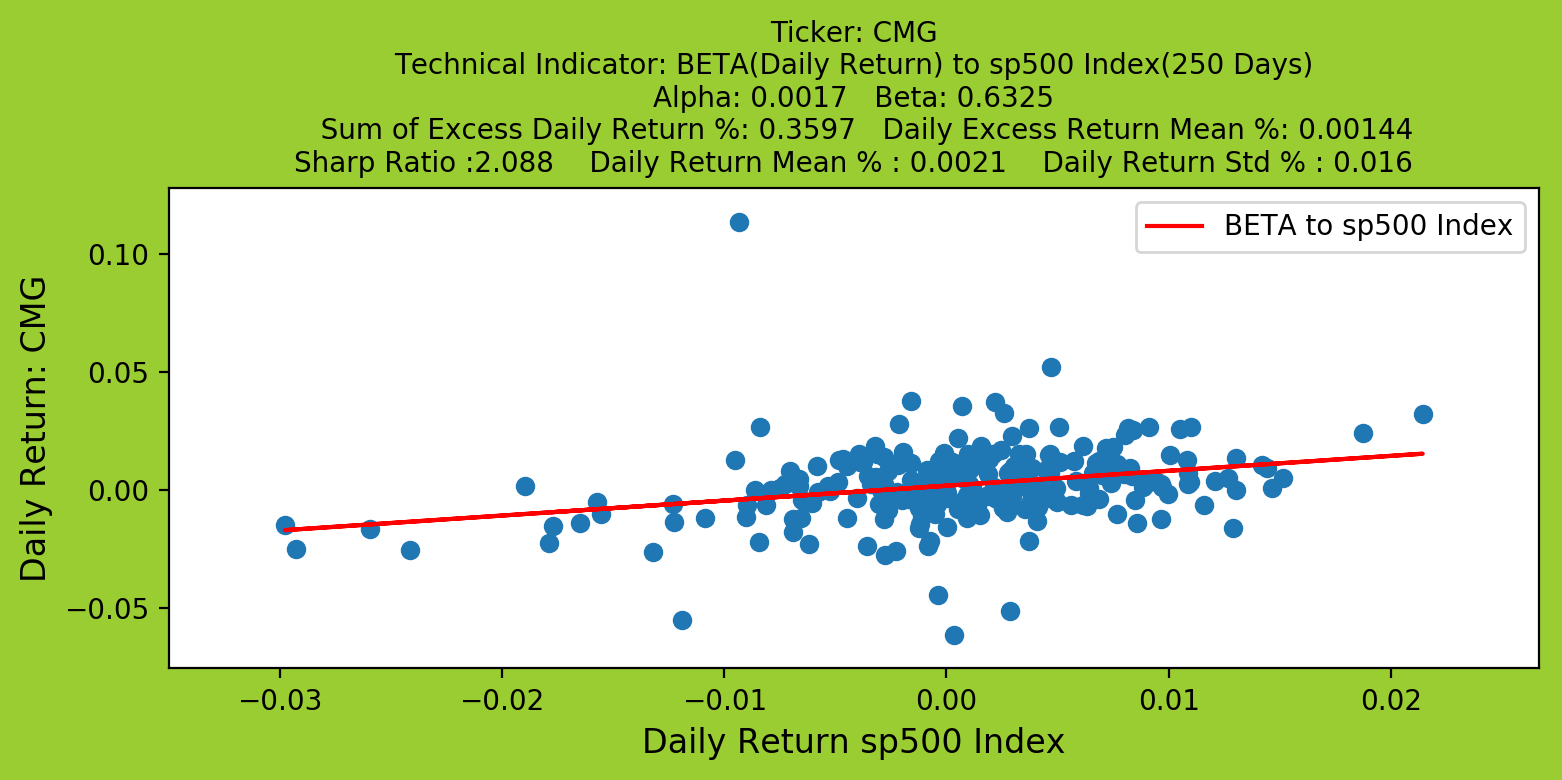 Ticker: CMG
Technical Indicator: BETA(Daily Return) to sp500 Index(250 Days)
Alpha: 0.0017   Beta: 0.6325
Sum of Excess Daily Return %: 0.3597   Daily Excess Return Mean %: 0.00144
Sharp Ratio :2.088    Daily Return Mean % : 0.0021    Daily Return Std % : 0.016
BETA to sp500 Index
0.10
0.05
0.00
−0.05
Daily Return: CMG
−0.03
−0.02
−0.01
0.00
0.01
0.02
Daily Return sp500 Index